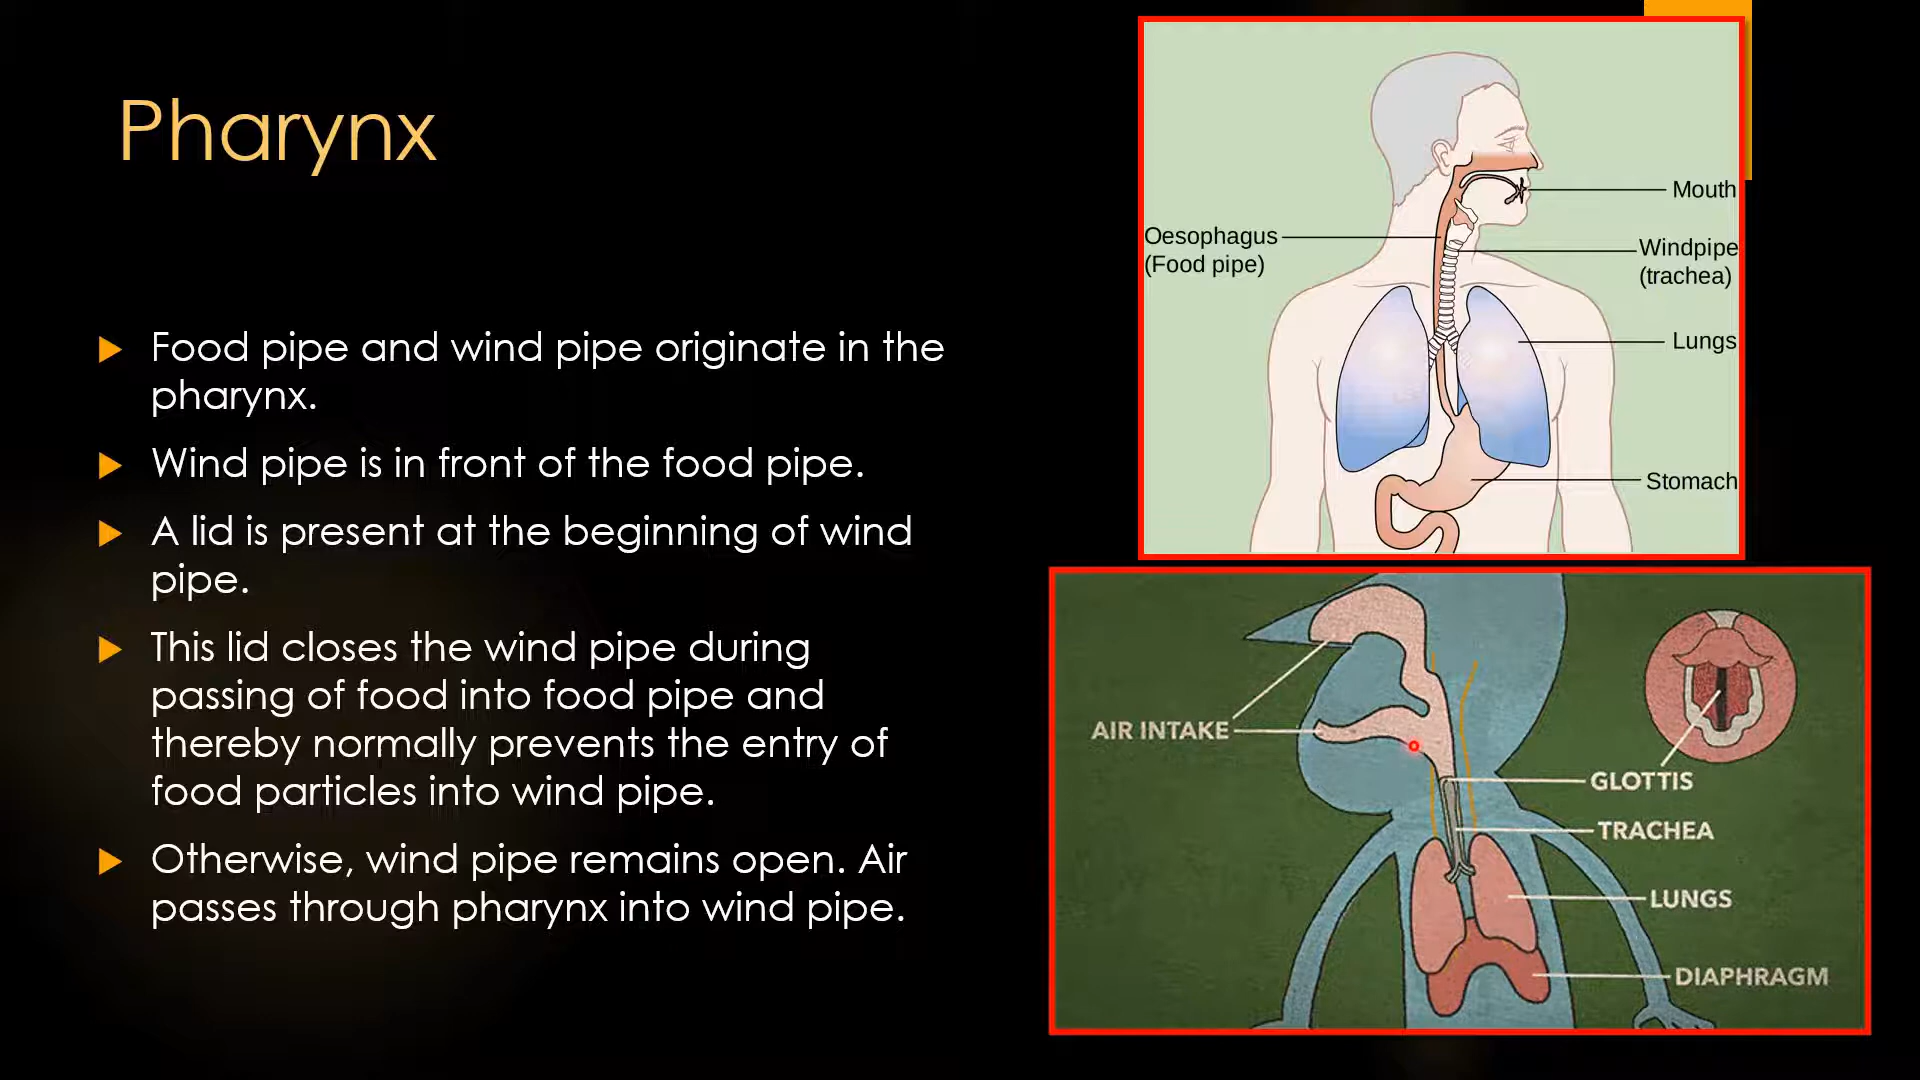 Pharynx
Food pipe and wind pipe originate in the
pharynx.
Wind pipe is in front of the food pipe.
A lid is present at the beginning of wind
pipe.
This lid closes the wind pipe during
passing of food into food pipe and
thereby normally prevents the entry of
food particles into wind pipe.
Otherwise, wind pipe remains open. Air
passes through pharynx into wind pipe.
Mouth
Oesophagus
(Food pipe)
Windpipe
(trachea)
Lungs
Stomach
AIR INTAKE
GLOTTIS
TRACHEA
LUNGS
DIAPHRAGM